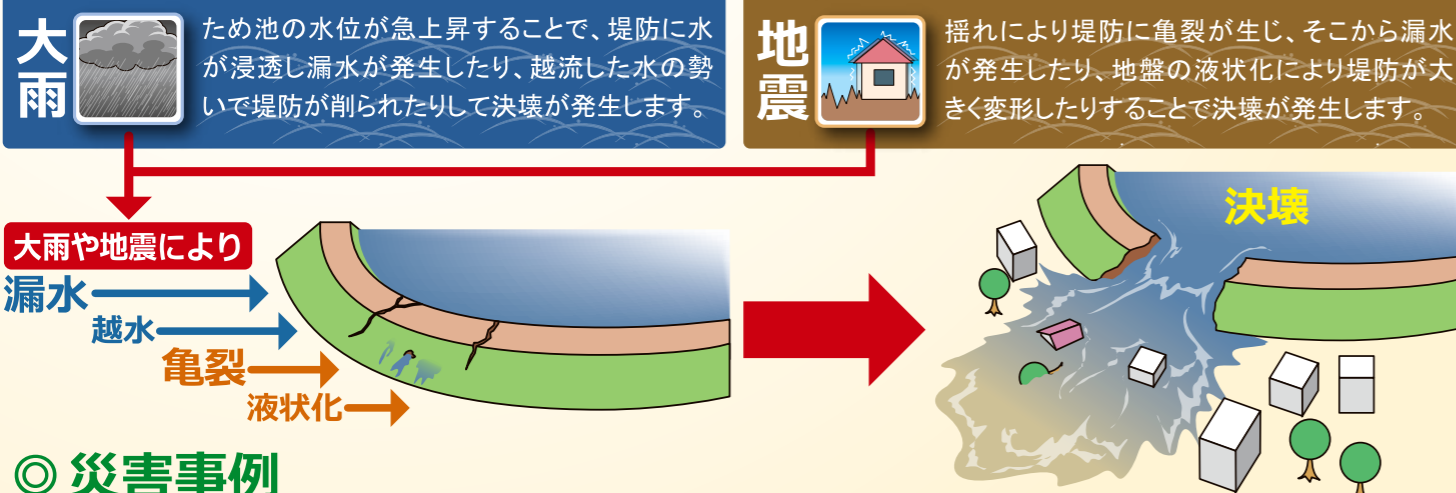 大雨
ため池の水位が急上昇することで、堤防に水
が浸透し漏水が発生したり、越流した水の勢
いで堤防が削られたりして決壊が発生します。
地震
揺れにより堤防に亀裂が生じ、そこから漏水
が発生したり、地盤の液状化により堤防が大
きく変形したりすることで決壊が発生します。
大雨や地震により
漏水
越水
亀裂
液状化
決壊
◎ 災害事例